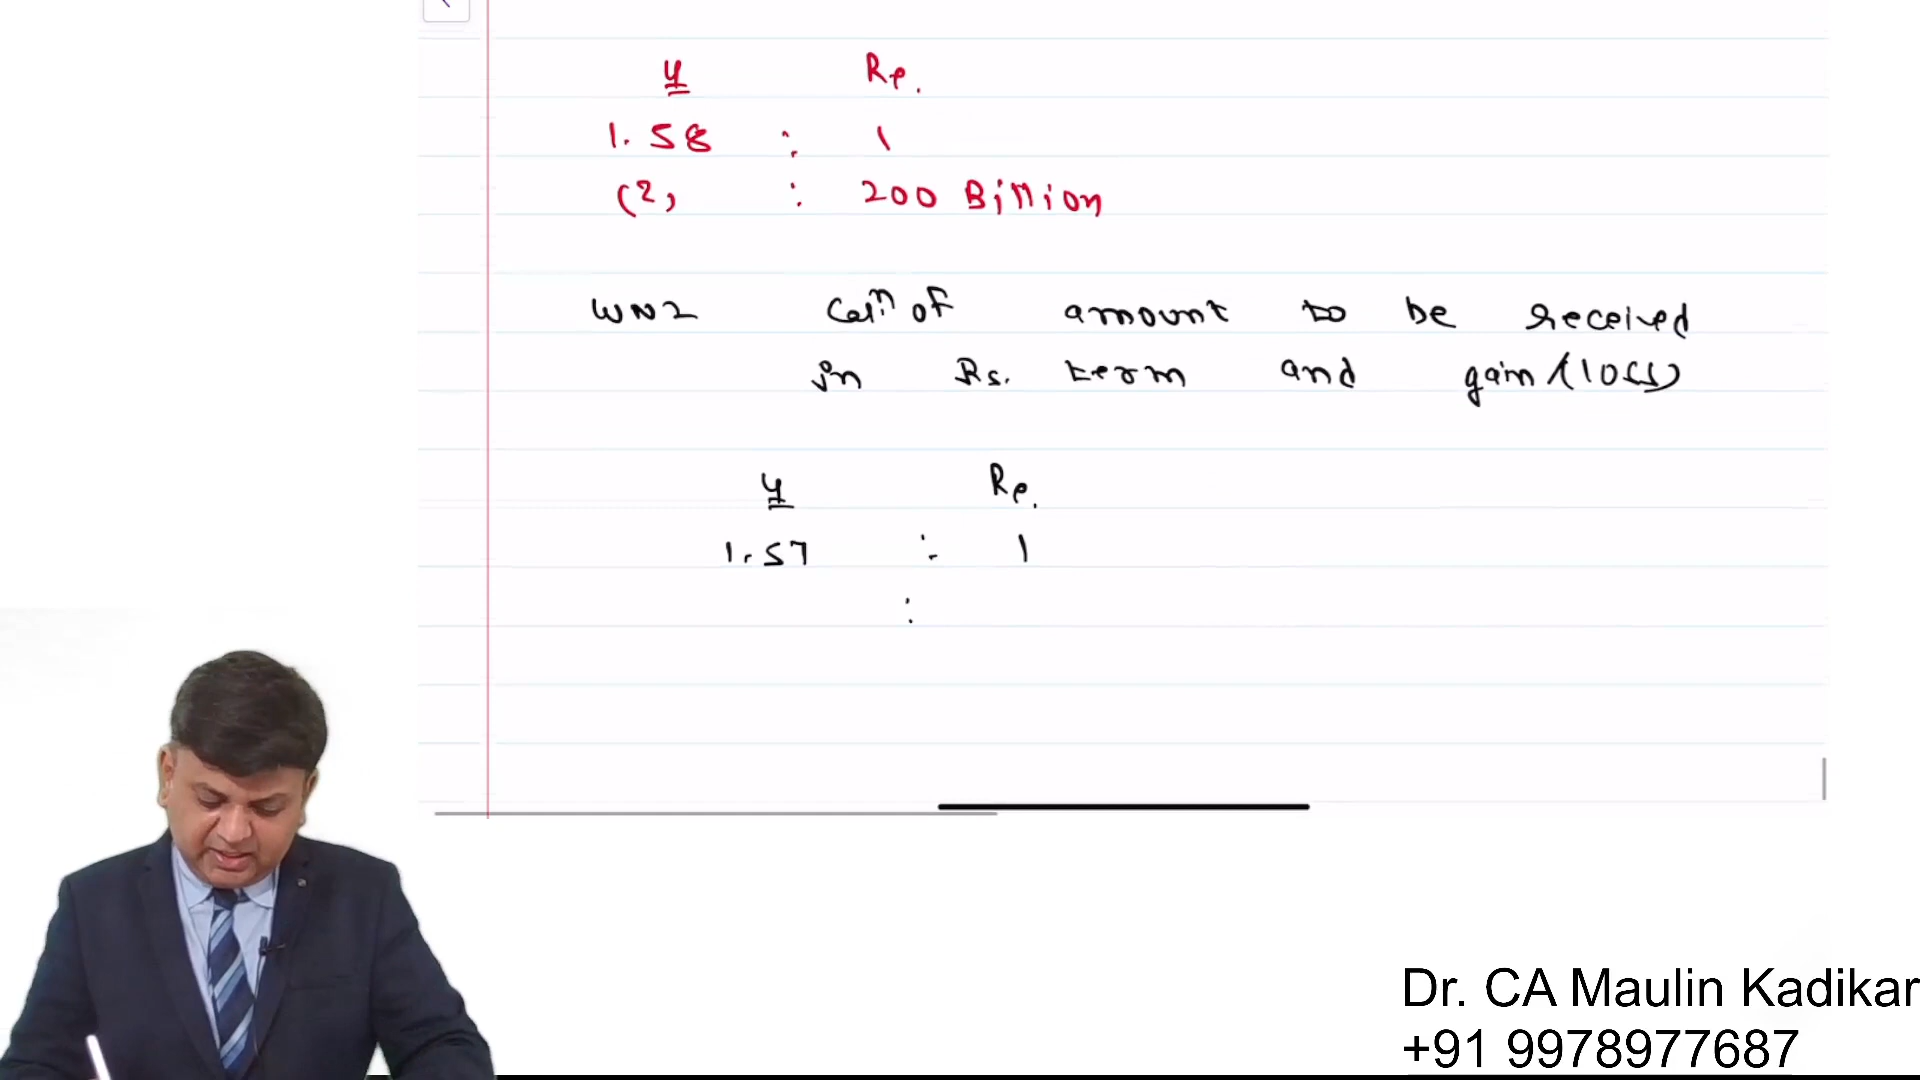 ¥ Re.
1.58 : 1
(?) : 200 Billion
WN2 Calⁿ of amount to be received
in Rs. term and gain/(loss)
¥ Re.
1.57 : 1
:
Dr. CA Maulin Kadikar
+91 9978977687